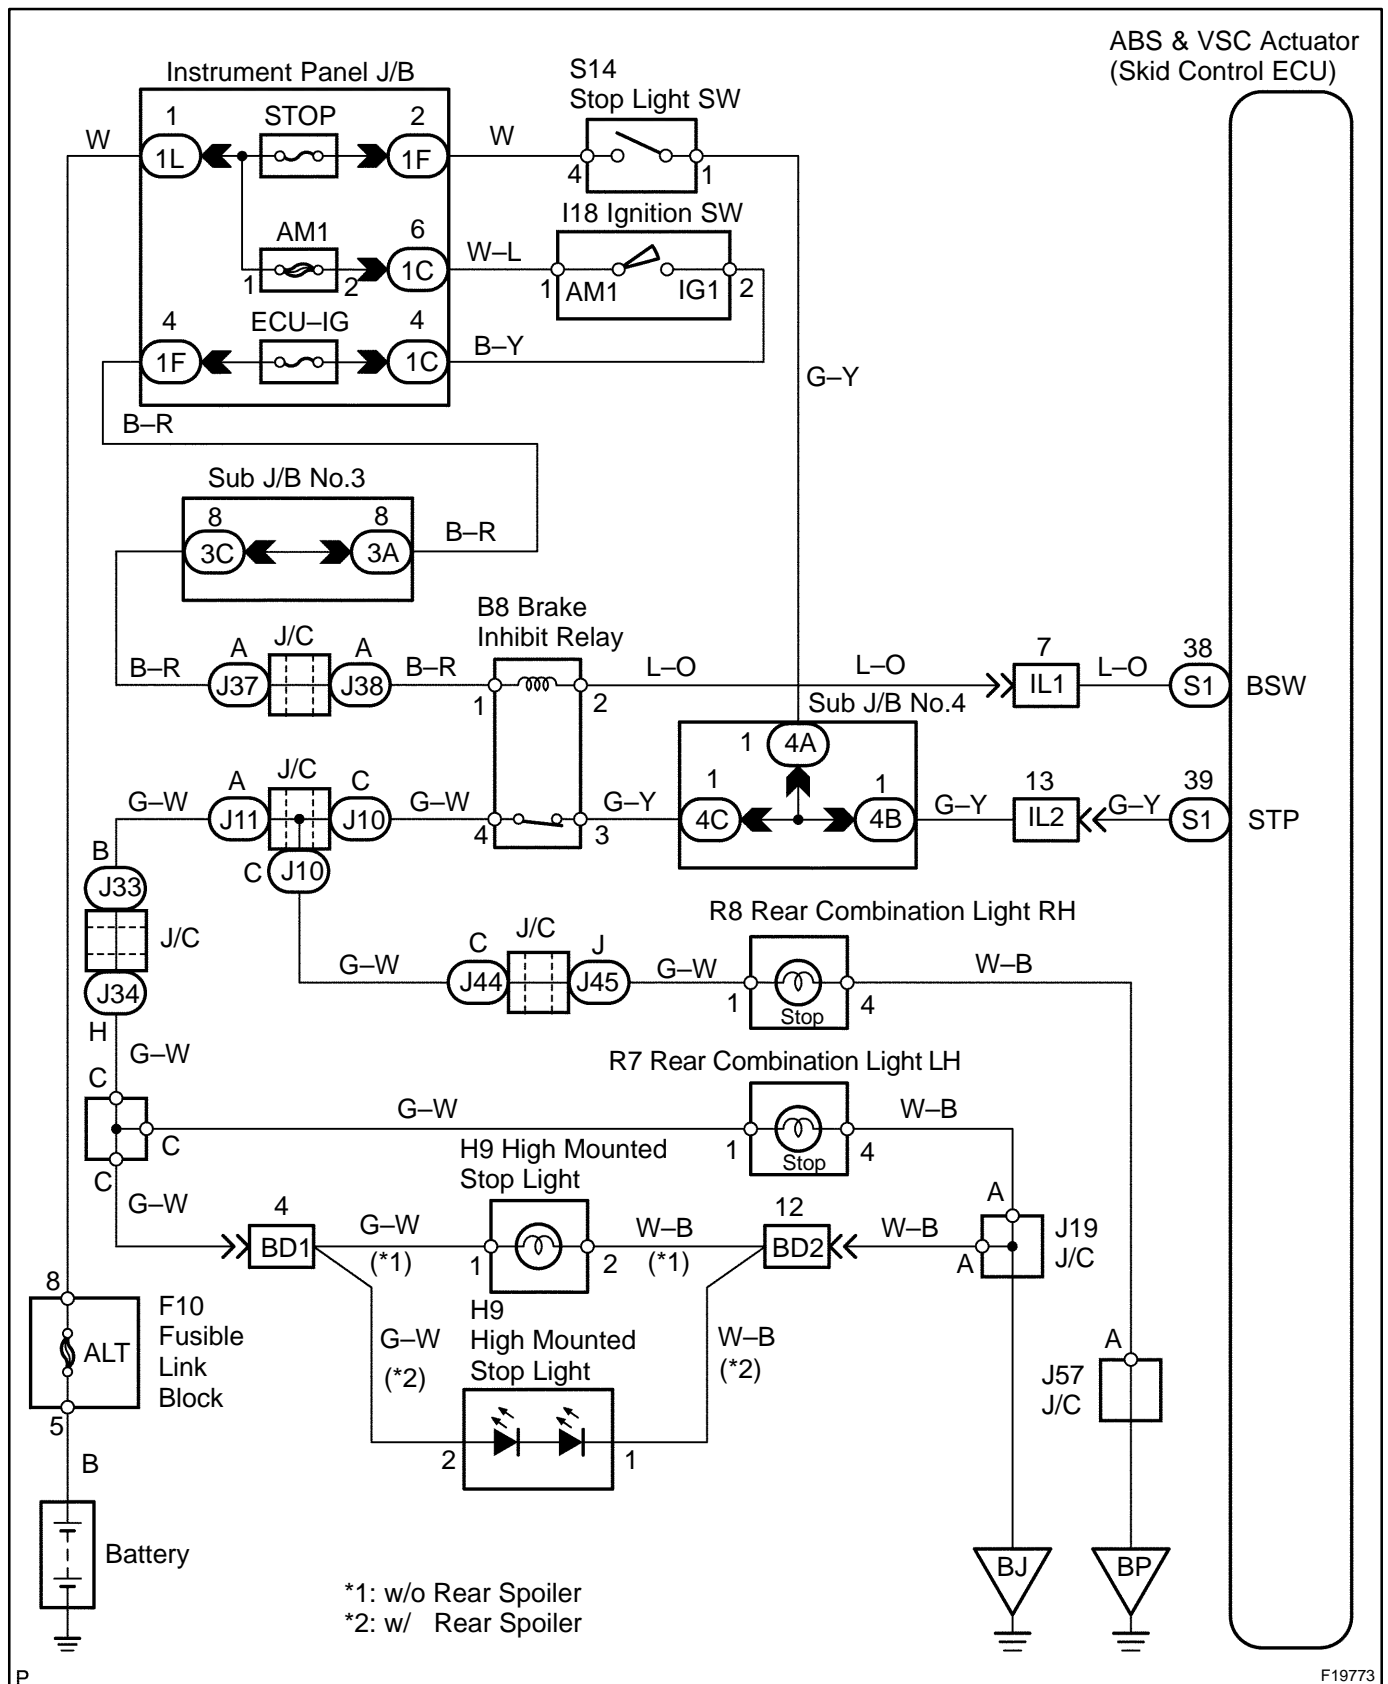 ABS & VSC Actuator
(Skid Control ECU)
Instrument Panel J/B
S14
Stop Light SW
1
STOP
2
W
1L
1F
W
4
1
I18 Ignition SW
AM1
6
W–L
1
2
1C
1
AM1
IG1
2
4
ECU–IG
4
B–Y
1F
1C
G–Y
B–R
Sub J/B No.3
8
8
B–R
3C
3A
B8 Brake
Inhibit Relay
A
J/C
A
7
38
B–R
J37
J38
B–R
L–O
L–O
IL1
L–O
S1
BSW
1
2
Sub J/B No.4
1
4A
A
J/C
C
1
1
13
39
G–W
J11
J10
G–W
G–Y
4C
4B
G–Y
IL2
G–Y
S1
STP
4
3
B
C
J10
J33
R8 Rear Combination Light RH
J/C
C
J/C
J
G–W
J44
J45
G–W
W–B
J34
1
Stop
4
H
G–W
R7 Rear Combination Light LH
C
G–W
W–B
C
1
Stop
4
H9 High Mounted
Stop Light
C
G–W
4
G–W
W–B
12
W–B
A
BD1
(*1)
1
2
(*1)
BD2
A
J19
J/C
8
H9
High Mounted
Stop Light
F10
Fusible
Link
Block
ALT
G–W
(*2)
W–B
(*2)
A
J57
J/C
5
2
1
B
Battery
BJ
BP
*1: w/o Rear Spoiler
*2: w/ Rear Spoiler
P
F19773